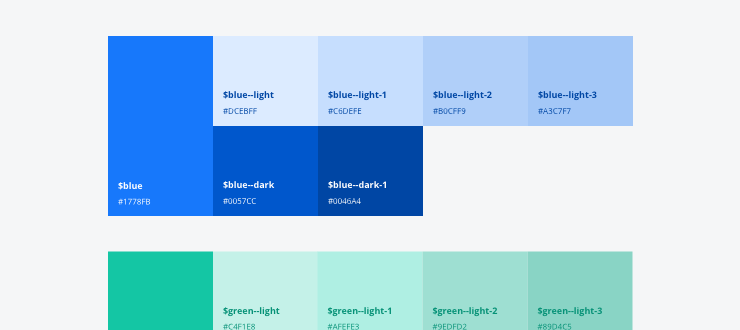 $blue--light
#DCEBFF
$blue--light-1
#C6DEFE
$blue--light-2
#B0CFF9
$blue--light-3
#A3C7F7
$blue
#1778FB
$blue--dark
#0057CC
$blue--dark-1
#0046A4
$green--light
#C4F1E8
$green--light-1
#AFEFE3
$green--light-2
#9EDFD2
$green--light-3
#89D4C5